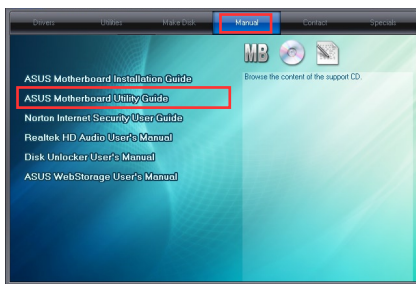 Drivers Utilities Make Disk Manual Contact Specials
MB
ASUS Motherboard Installation Guide
Browse the content of the support CD.
ASUS Motherboard Utility Guide
Norton Internet Security User Guide
Realtek HD Audio User's Manual
Disk Unlocker User's Manual
ASUS WebStorage User's Manual